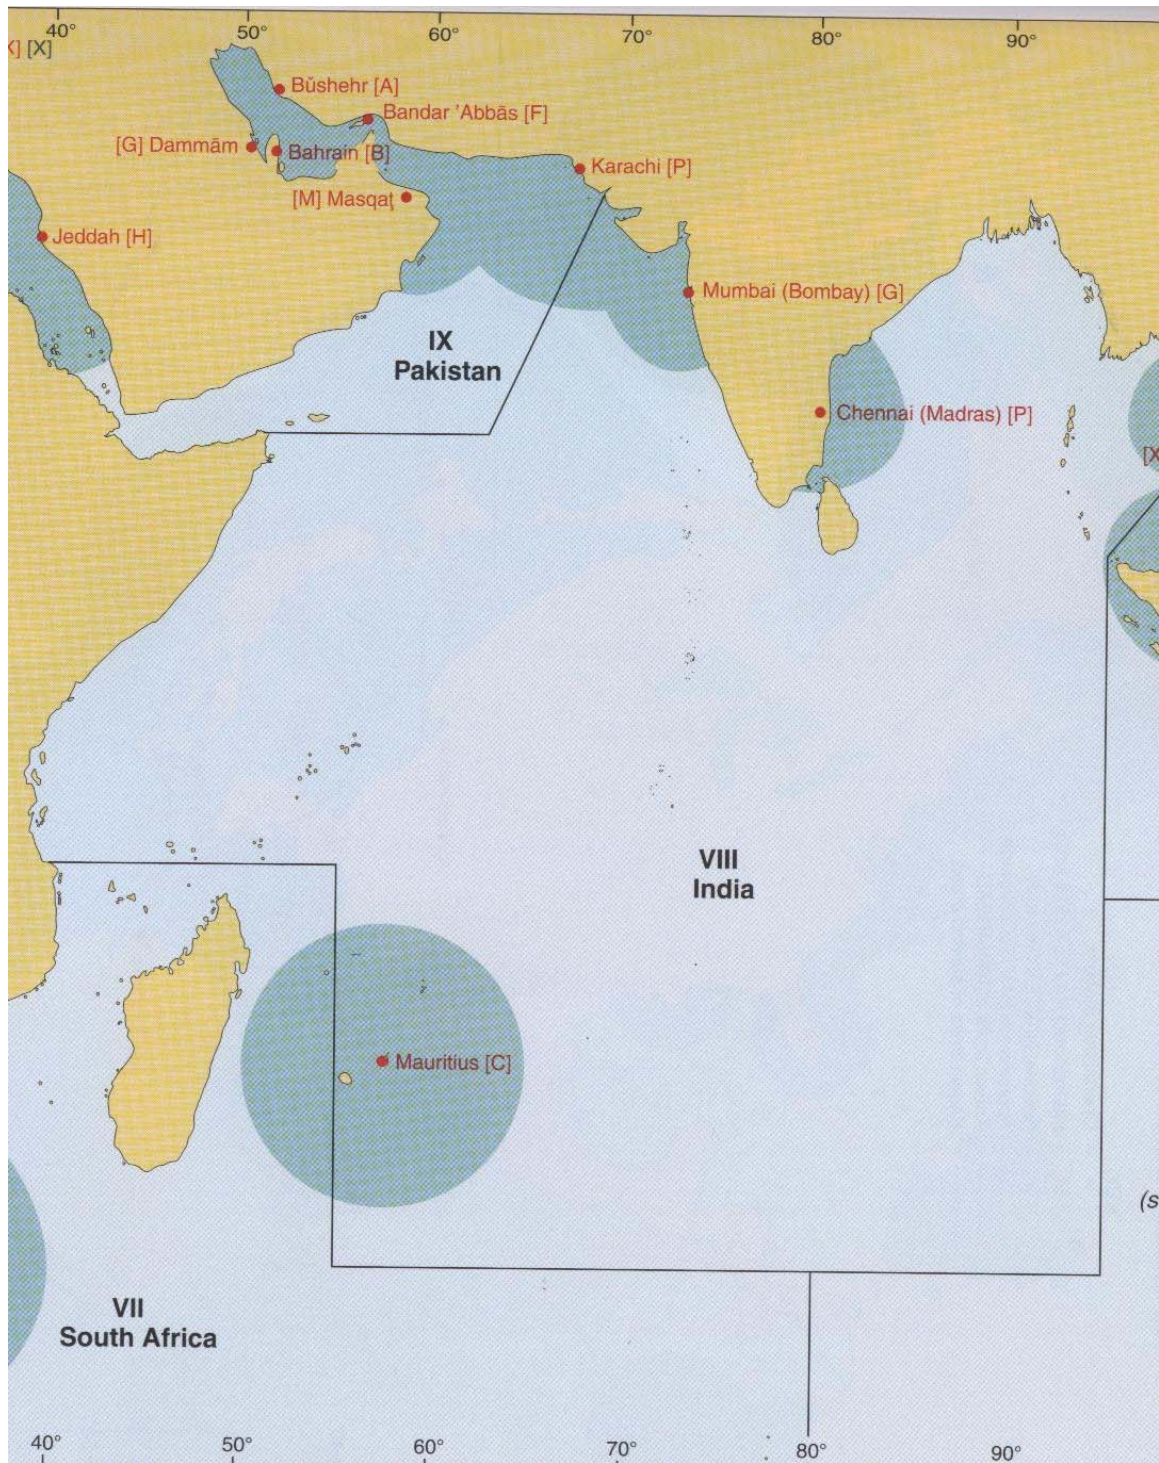 40° 50° 60° 70° 80° 90°
[X] [X]
Būshehr [A]
Bandar 'Abbās [F]
[G] Dammām
Bahrain [B]
Karachi [P]
[M] Masqaţ
Jeddah [H]
Mumbai (Bombay) [G]
IX
Pakistan
Chennai (Madras) [P]
[X
VIII
India
Mauritius [C]
(s
VII
South Africa
40° 50° 60° 70° 80° 90°